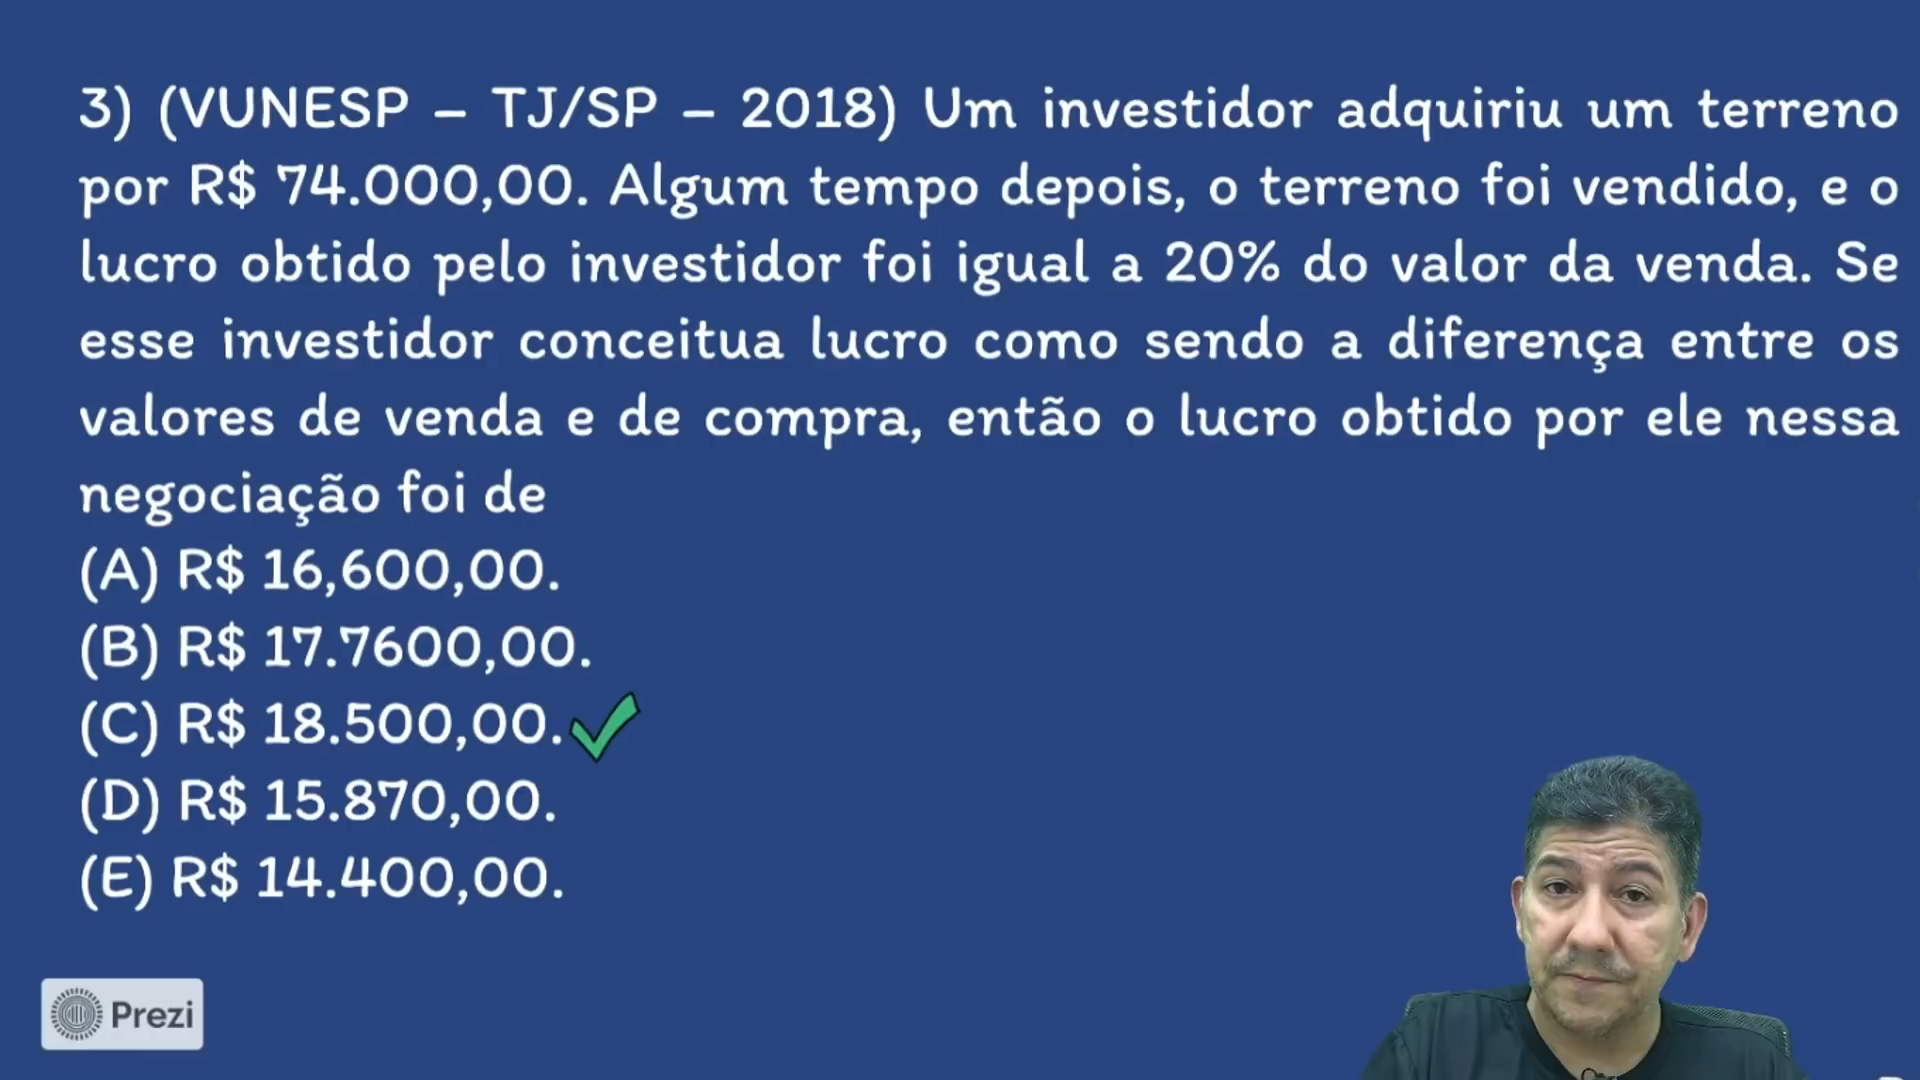 3) (VUNESP – TJ/SP – 2018) Um investidor adquiriu um terreno
por R$ 74.000,00. Algum tempo depois, o terreno foi vendido, e o
lucro obtido pelo investidor foi igual a 20% do valor da venda. Se
esse investidor conceitua lucro como sendo a diferença entre os
valores de venda e de compra, então o lucro obtido por ele nessa
negociação foi de
(A) R$ 16,600,00.
(B) R$ 17.7600,00.
(C) R$ 18.500,00.
(D) R$ 15.870,00.
(E) R$ 14.400,00.
Prezi